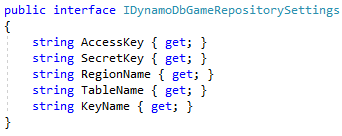 public interface IDynamoDbGameRepositorySettings
{
    string AccessKey { get; }
    string SecretKey { get; }
    string RegionName { get; }
    string TableName { get; }
    string KeyName { get; }
}